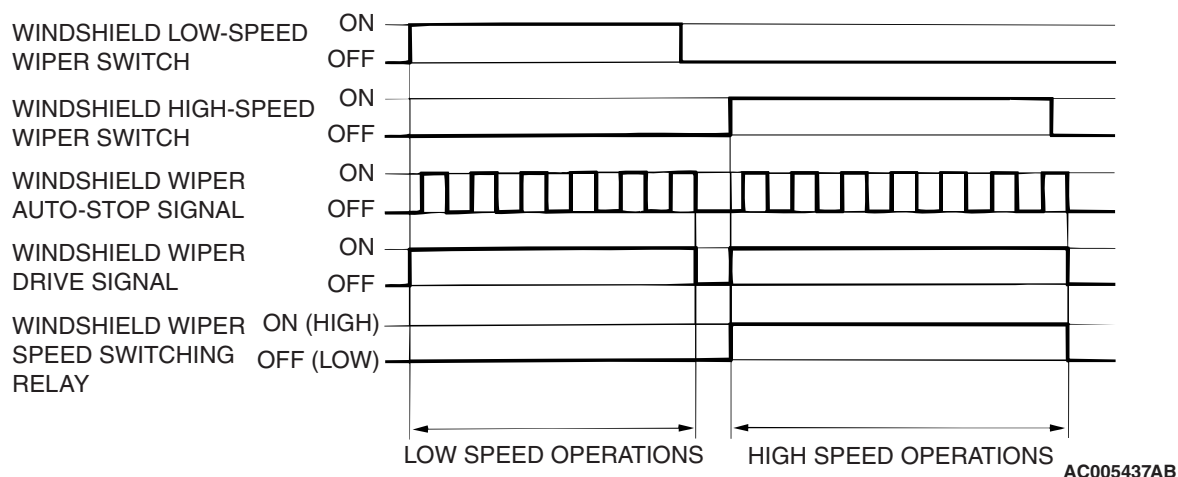 WINDSHIELD LOW-SPEED
WIPER SWITCH
ON
OFF
WINDSHIELD HIGH-SPEED
WIPER SWITCH
ON
OFF
WINDSHIELD WIPER
AUTO-STOP SIGNAL
ON
OFF
WINDSHIELD WIPER
DRIVE SIGNAL
ON
OFF
WINDSHIELD WIPER
SPEED SWITCHING
RELAY
ON (HIGH)
OFF (LOW)
LOW SPEED OPERATIONS
HIGH SPEED OPERATIONS
AC005437AB